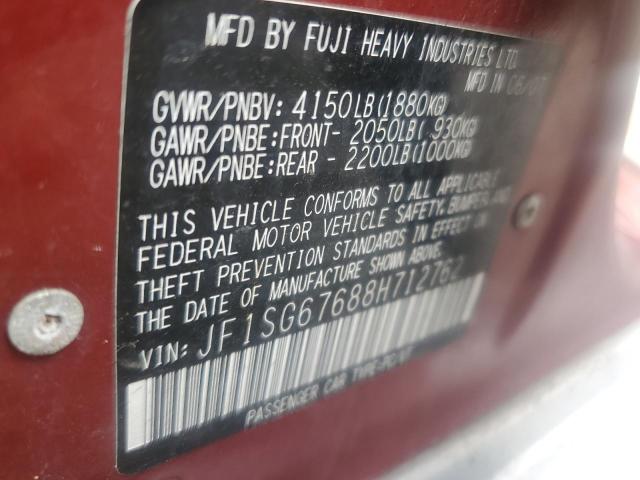 MFD BY FUJI HEAVY INDUSTRIES LTD.
MFD IN 06/07
GVWR/PNBV: 4150LB(1880KG)
GAWR/PNBE:FRONT- 2050LB( 930KG)
GAWR/PNBE:REAR - 2200LB(1000KG)
THIS VEHICLE CONFORMS TO ALL APPLICABLE
FEDERAL MOTOR VEHICLE SAFETY, BUMPER, AND
THEFT PREVENTION STANDARDS IN EFFECT ON
THE DATE OF MANUFACTURE SHOWN ABOVE.
VIN: JF1SG67688H712762
PASSENGER CAR TYPE: